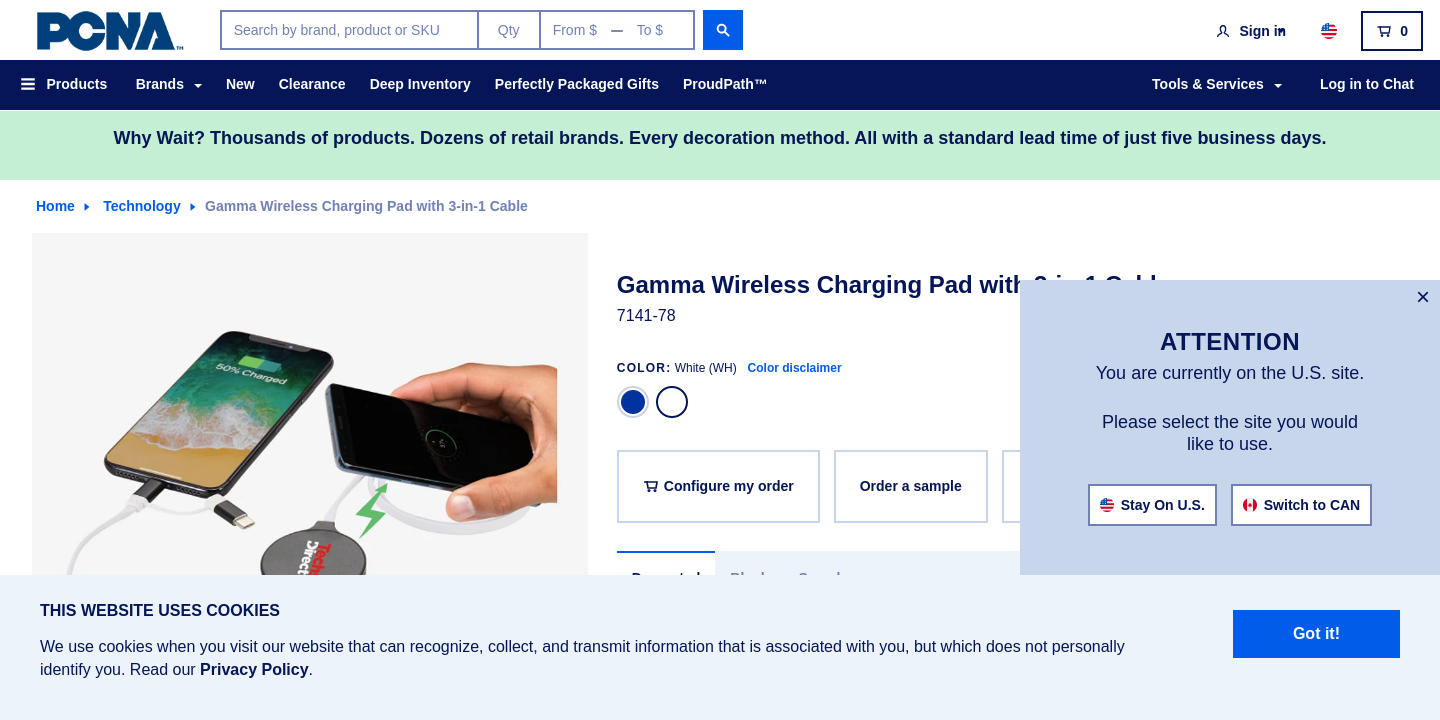 PCNA™
Search by brand, product or SKU
Qty
From $ — To $
Sign in
0
Products
Brands
New
Clearance
Deep Inventory
Perfectly Packaged Gifts
ProudPath™
Tools & Services
Log in to Chat
Why Wait? Thousands of products. Dozens of retail brands. Every decoration method. All with a standard lead time of just five business days.
Home
Technology
Gamma Wireless Charging Pad with 3-in-1 Cable
50% Charged
Gamma Wireless Charging Pad with
7141-78
COLOR: White (WH) Color disclaimer
Configure my order
Order a sample
×
ATTENTION
You are currently on the U.S. site.
Please select the site you would
like to use.
Stay On U.S.
Switch to CAN
THIS WEBSITE USES COOKIES
We use cookies when you visit our website that can recognize, collect, and transmit information that is associated with you, but which does not personally
identify you. Read our Privacy Policy.
Got it!